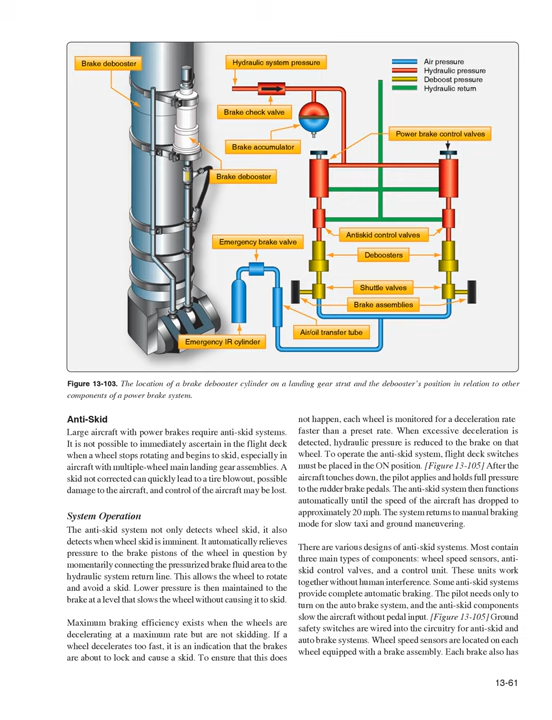 Brake debooster
Hydraulic system pressure
Air pressure
Hydraulic pressure
Deboost pressure
Hydraulic return
Brake check valve
Power brake control valves
Brake accumulator
Brake debooster
Antiskid control valves
Emergency brake valve
Deboosters
Shuttle valves
Brake assemblies
Air/oil transfer tube
Emergency IR cylinder
Figure 13-103. The location of a brake debooster cylinder on a landing gear strut and the debooster's position in relation to other
components of a power brake system.
Anti-Skid
Large aircraft with power brakes require anti-skid systems.
It is not possible to immediately ascertain in the flight deck
when a wheel stops rotating and begins to skid, especially in
aircraft with multiple-wheel main landing gear assemblies. A
skid not corrected can quickly lead to a tire blowout, possible
damage to the aircraft, and control of the aircraft may be lost.
System Operation
The anti-skid system not only detects wheel skid, it also
detects when wheel skid is imminent. It automatically relieves
pressure to the brake pistons of the wheel in question by
momentarily connecting the pressurized brake fluid area to the
hydraulic system return line. This allows the wheel to rotate
and avoid a skid. Lower pressure is then maintained to the
brake at a level that slows the wheel without causing it to skid.
Maximum braking efficiency exists when the wheels are
decelerating at a maximum rate but are not skidding. If a
wheel decelerates too fast, it is an indication that the brakes
are about to lock and cause a skid. To ensure that this does
not happen, each wheel is monitored for a deceleration rate
faster than a preset rate. When excessive deceleration is
detected, hydraulic pressure is reduced to the brake on that
wheel. To operate the anti-skid system, flight deck switches
must be placed in the ON position. [Figure 13-105] After the
aircraft touches down, the pilot applies and holds full pressure
to the rudder brake pedals. The anti-skid system then functions
automatically until the speed of the aircraft has dropped to
approximately 20 mph. The system returns to manual braking
mode for slow taxi and ground maneuvering.
There are various designs of anti-skid systems. Most contain
three main types of components: wheel speed sensors, anti-
skid control valves, and a control unit. These units work
together without human interference. Some anti-skid systems
provide complete automatic braking. The pilot needs only to
turn on the auto brake system, and the anti-skid components
slow the aircraft without pedal input. [Figure 13-105] Ground
safety switches are wired into the circuitry for anti-skid and
auto brake systems. Wheel speed sensors are located on each
wheel equipped with a brake assembly. Each brake also has
13-61